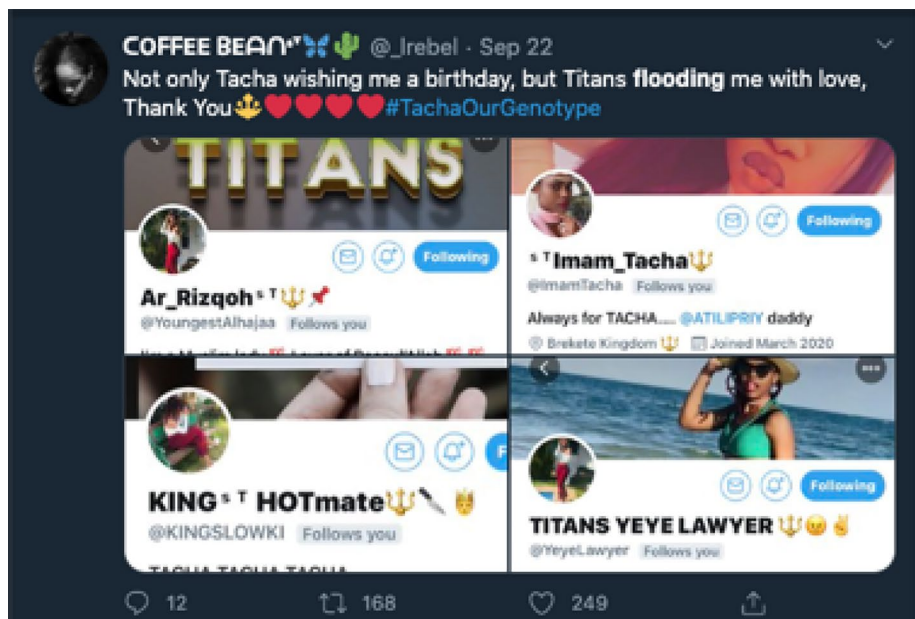 COFFEE BEAN ˢᵀ🦋🌵 @_Irebel · Sep 22
Not only Tacha wishing me a birthday, but Titans flooding me with love,
Thank You🔱❤️❤️❤️❤️#TachaOurGenotype
TITANS
Following
Ar_Rizqoh ˢ ᵀ🔱📌
@YoungestAlhajaa Follows you
Following
ˢ ᵀImam_Tacha🔱
@ImamTacha Follows you
Always for TACHA.... @ATILIPRIY daddy
Brekete Kingdom 🔱 Joined March 2020
F
KING ˢ ᵀ HOTmate🔱🔪🤴
@KINGSLOWKI Follows you
TACHA TACHA TACHA
Following
TITANS YEYE LAWYER 🔱😠✌️
@YeyeLawyer Follows you
12 168 249